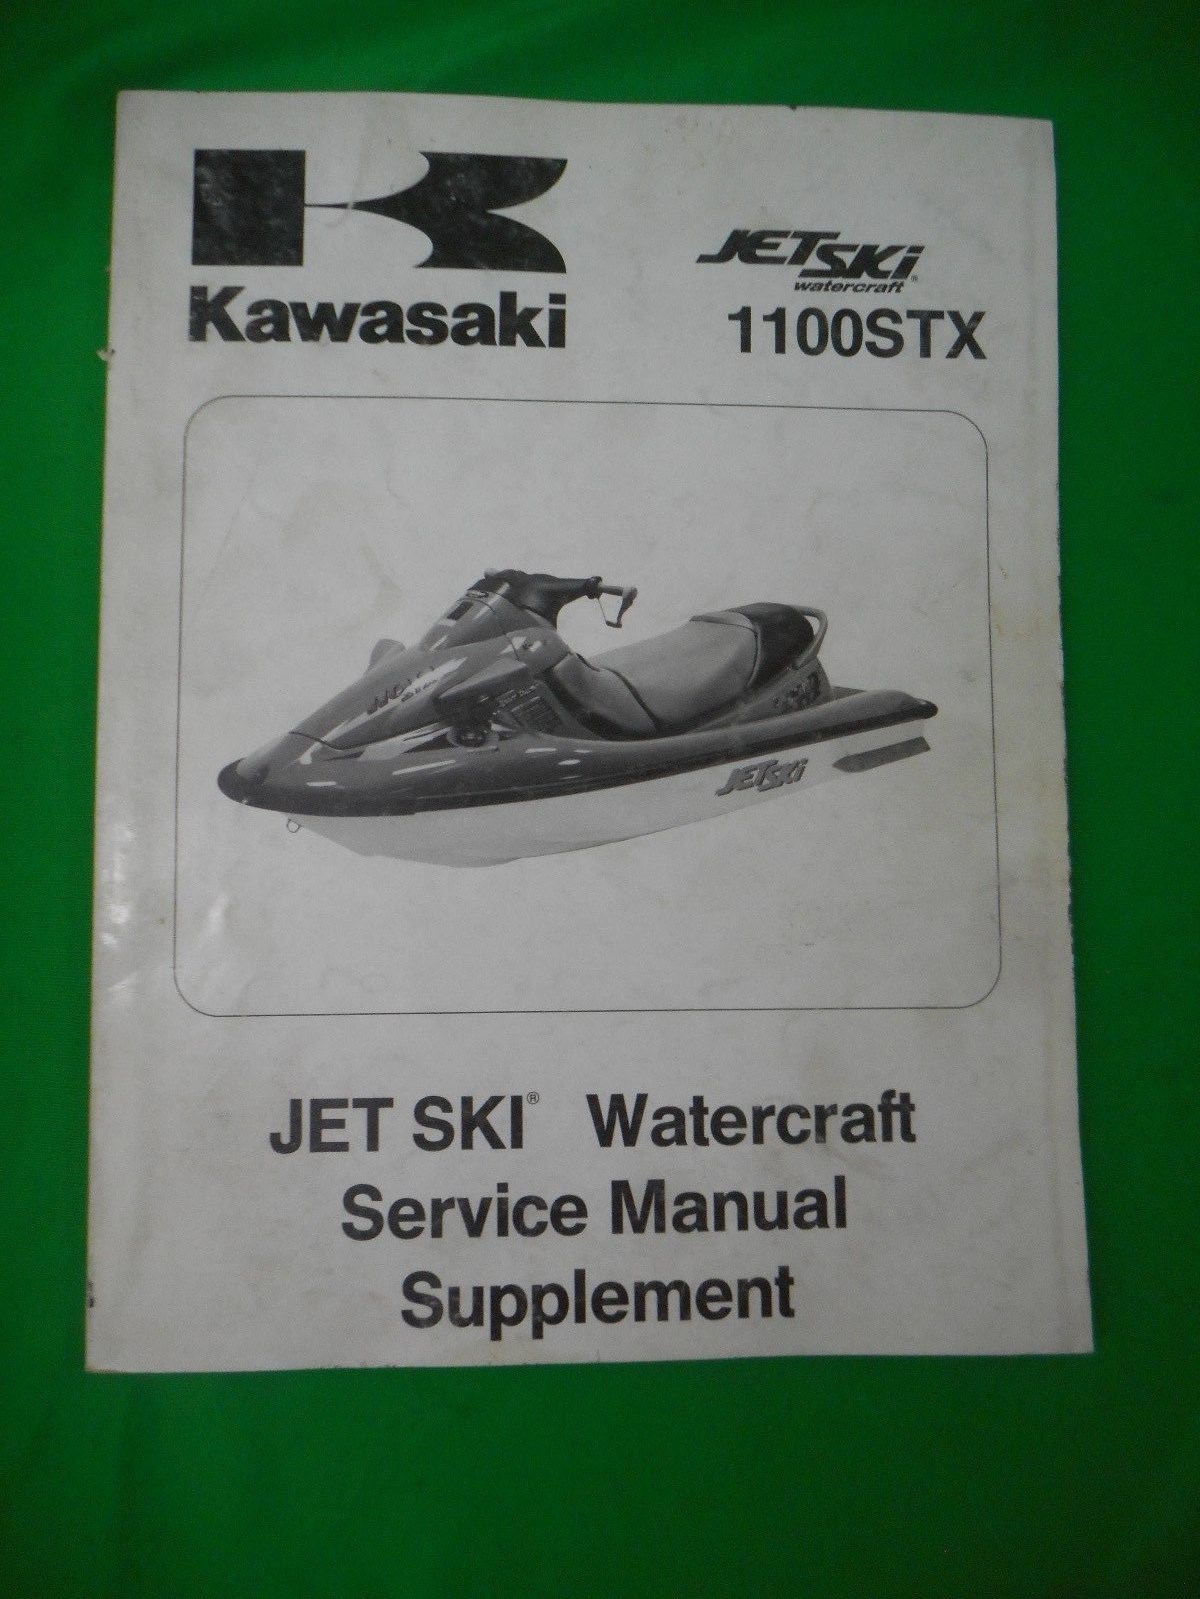 Kawasaki
JET SKI®
watercraft
1100STX
JET SKI
JET SKI® Watercraft
Service Manual
Supplement